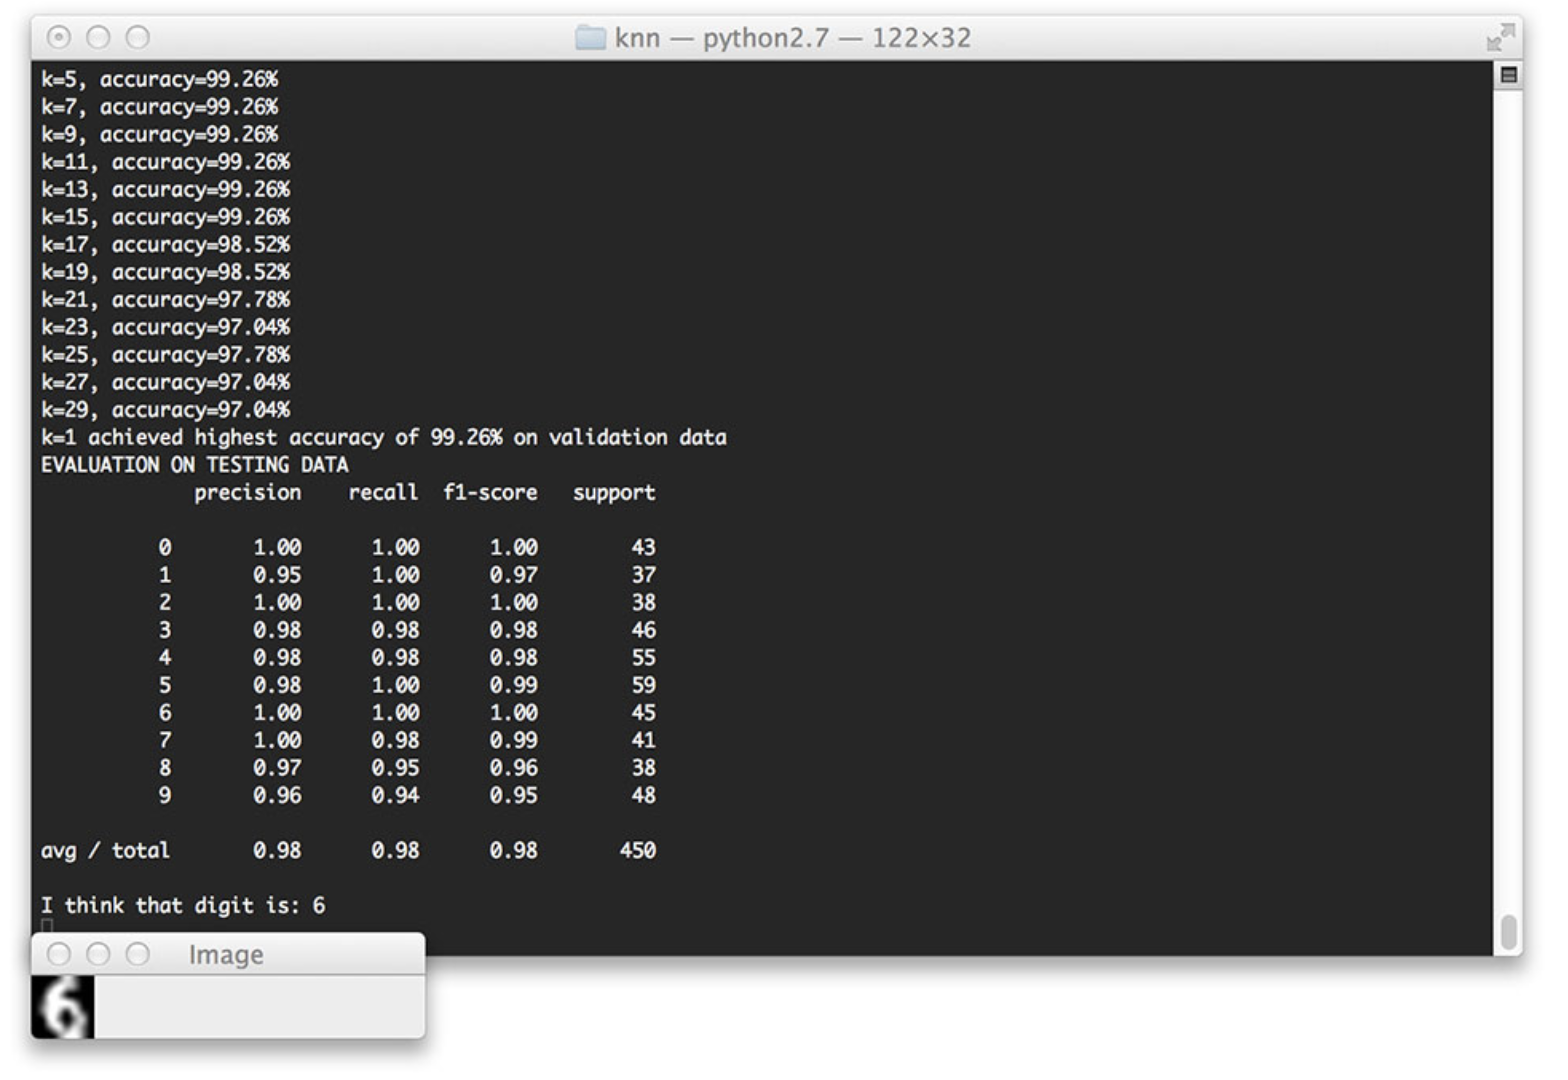 knn — python2.7 — 122×32
k=5, accuracy=99.26%
k=7, accuracy=99.26%
k=9, accuracy=99.26%
k=11, accuracy=99.26%
k=13, accuracy=99.26%
k=15, accuracy=99.26%
k=17, accuracy=98.52%
k=19, accuracy=98.52%
k=21, accuracy=97.78%
k=23, accuracy=97.04%
k=25, accuracy=97.78%
k=27, accuracy=97.04%
k=29, accuracy=97.04%
k=1 achieved highest accuracy of 99.26% on validation data
EVALUATION ON TESTING DATA
precision recall f1-score support
0 1.00 1.00 1.00 43
1 0.95 1.00 0.97 37
2 1.00 1.00 1.00 38
3 0.98 0.98 0.98 46
4 0.98 0.98 0.98 55
5 0.98 1.00 0.99 59
6 1.00 1.00 1.00 45
7 1.00 0.98 0.99 41
8 0.97 0.95 0.96 38
9 0.96 0.94 0.95 48
avg / total 0.98 0.98 0.98 450
I think that digit is: 6
Image
6